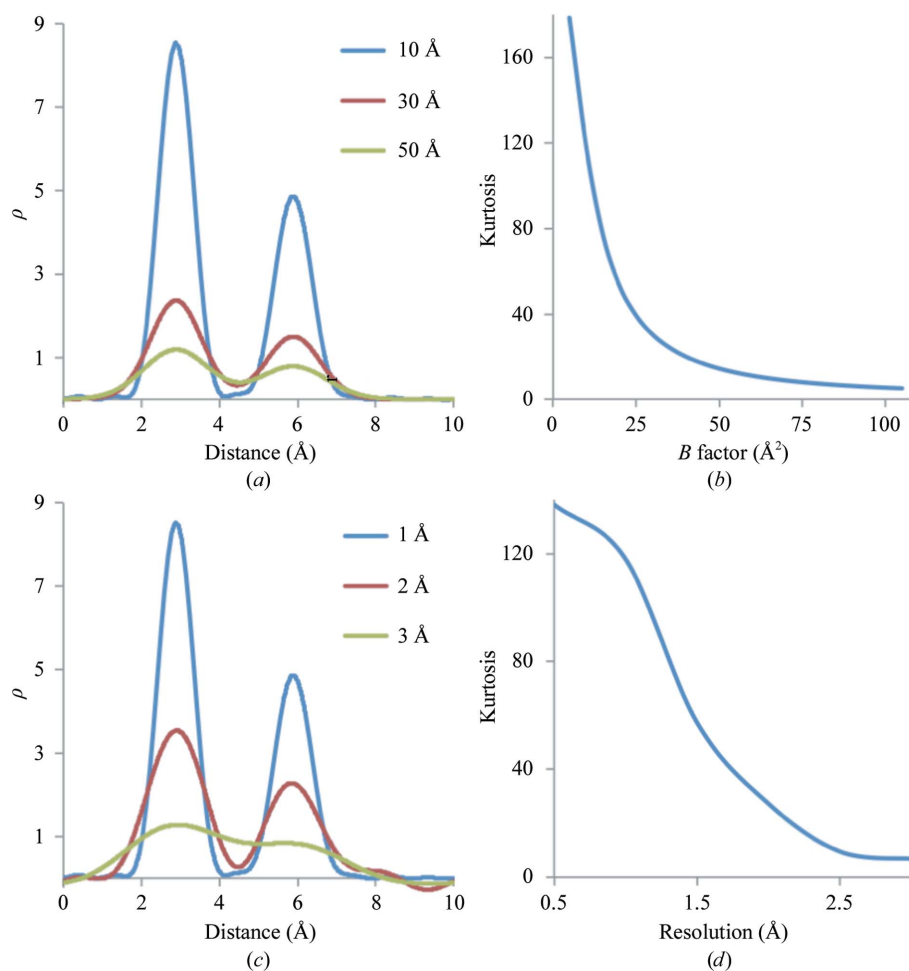 9
7
5
3
1
ρ
10 Å
30 Å
50 Å
0 2 4 6 8 10
Distance (Å)
(a)
160
120
80
40
0
Kurtosis
0 25 50 75 100
B factor (Å²)
(b)
9
7
5
3
1
ρ
1 Å
2 Å
3 Å
0 2 4 6 8 10
Distance (Å)
(c)
120
80
40
0
Kurtosis
0.5 1.5 2.5
Resolution (Å)
(d)